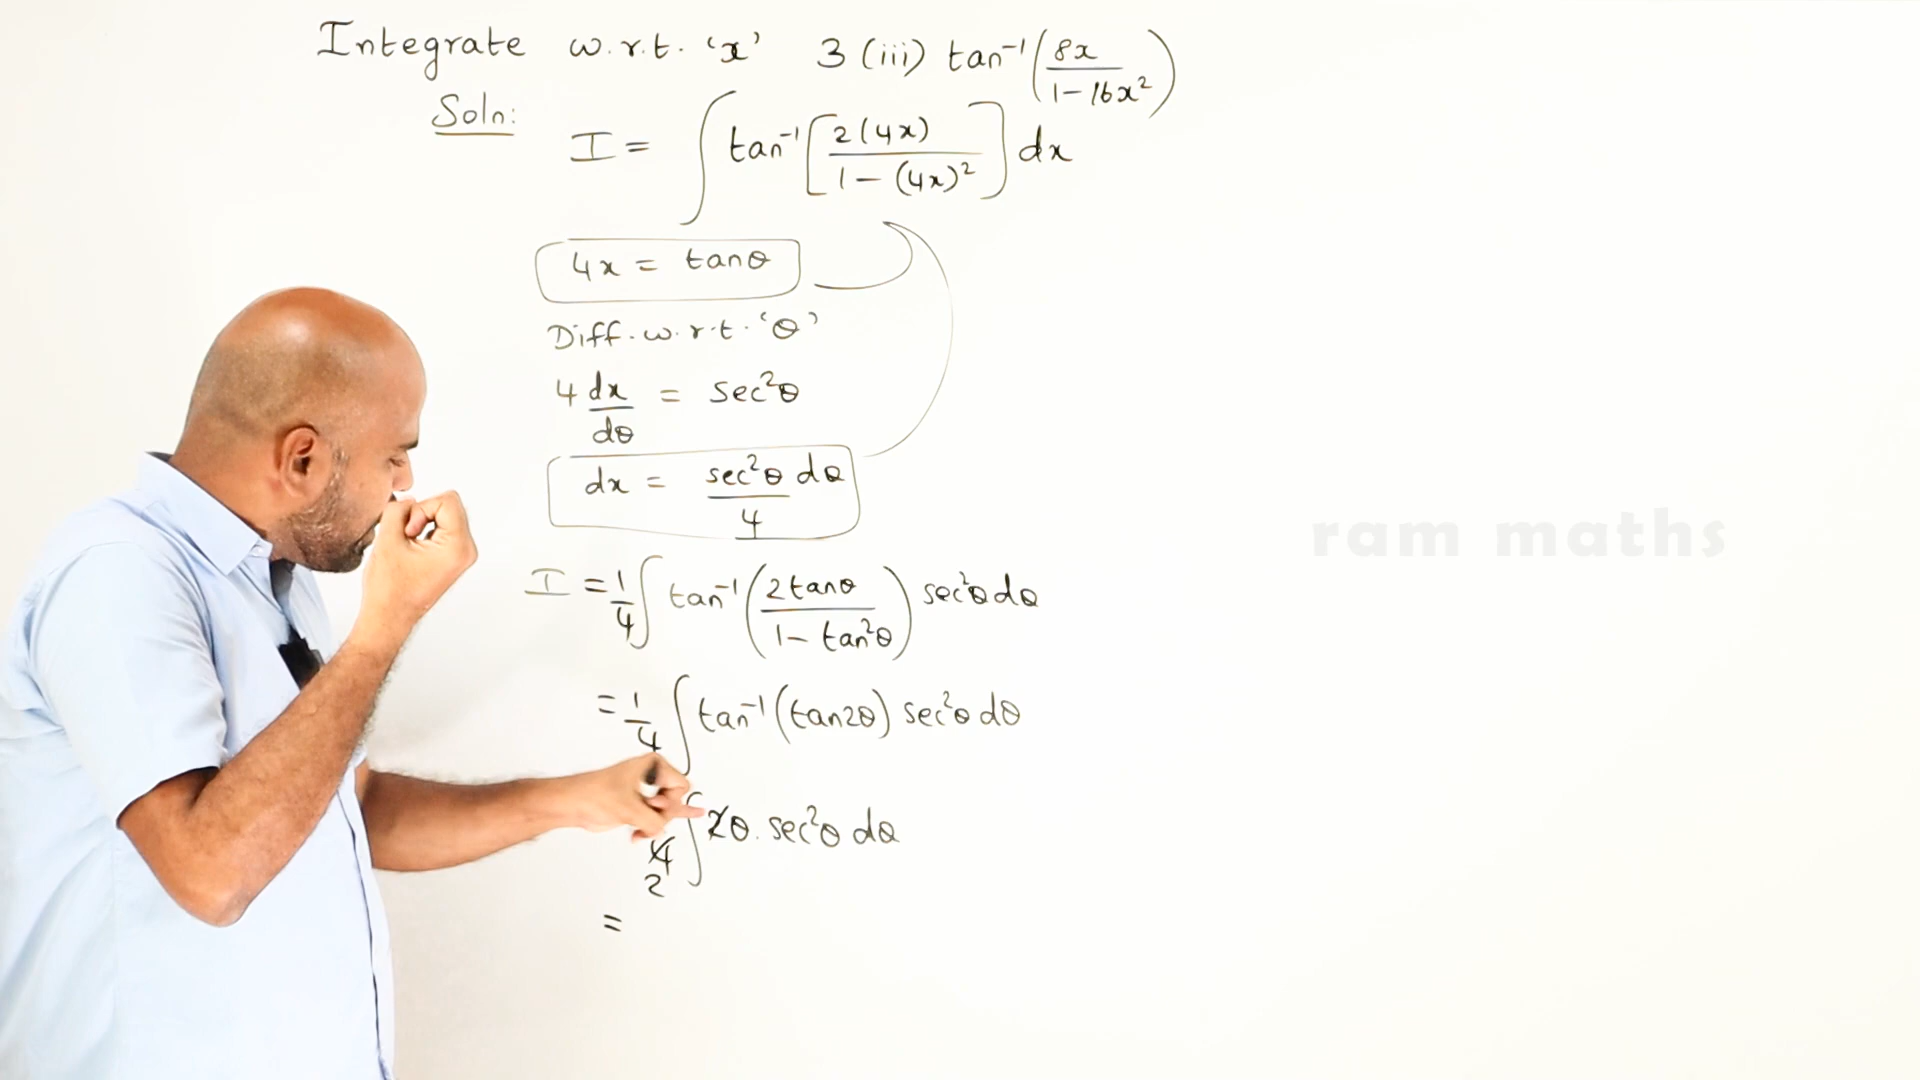 Integrate w.r.t. 'x' 3 (iii) tan⁻¹(8x/(1-16x²))
Soln:
I = ∫ tan⁻¹[2(4x)/(1-(4x)²)] dx
4x = tanθ
Diff. w.r.t. 'θ'
4 dx/dθ = sec²θ
dx = sec²θ dθ/4
I = 1/4 ∫ tan⁻¹(2tanθ/(1-tan²θ)) sec²θ dθ
= 1/4 ∫ tan⁻¹(tan2θ) sec²θ dθ
4 2 ∫ 2θ. sec²θ dθ
=
ram maths